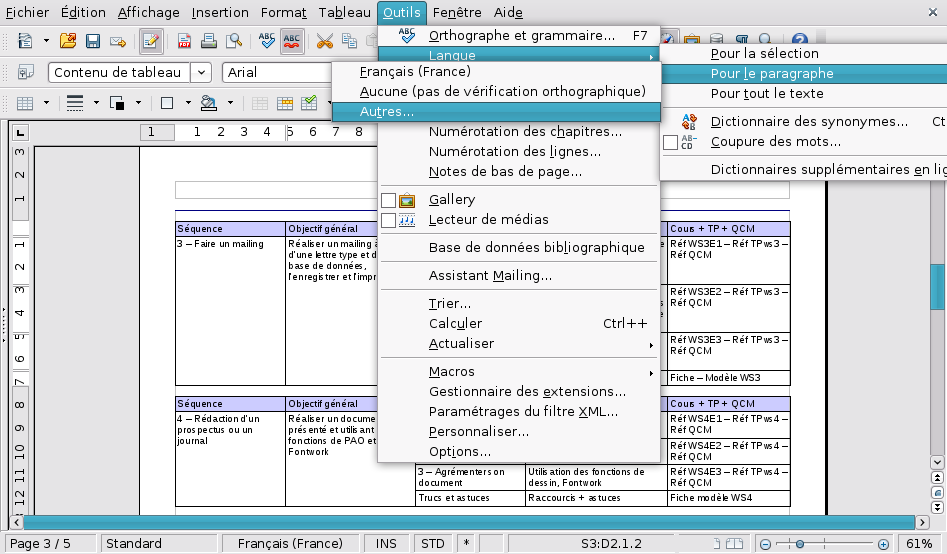 Fichier Édition Affichage Insertion Format Tableau Outils Fenêtre Aide
Contenu de tableau Arial
Orthographe et grammaire... F7
Langue
Français (France)
Aucune (pas de vérification orthographique)
Autres...
Pour la sélection
Pour le paragraphe
Pour tout le texte
Dictionnaire des synonymes...
Coupure des mots...
Dictionnaires supplémentaires en
Numérotation des chapitres...
Numérotation des lignes...
Notes de bas de page...
Gallery
Lecteur de médias
Base de données bibliographique
Assistant Mailing...
Trier...
Calculer Ctrl++
Actualiser
Macros
Gestionnaire des extensions...
Paramétrages du filtre XML...
Personnaliser...
Options...
1 1 2 3 4 5 6
Séquence Objectif général Cours + TP + QCM
3 – Faire un mailing
Réaliser un mailing
d'une lettre type et
base de données,
l'enregistrer et
Réf WS3E1 – Réf TPws3 –
Réf QCM
Réf WS3E2 – Réf TPws3 –
Réf QCM
Réf WS3E3 – Réf TPws3 –
Réf QCM
Fiche – Modèle WS3
Séquence Objectif général Cours + TP + QCM
4 – Rédaction d'un
prospectus ou un
journal
Réaliser un
présenté et utilisant
fonctions de PAO et
Fontwork
Réf WS4E1 – Réf TPws4 –
Réf QCM
Réf WS4E2 – Réf TPws4 –
Réf QCM
3 – Agrémenter son
document
Utilisation des fonctions de
dessin, Fontwork
Réf WS4E3 – Réf TPws4 –
Réf QCM
Trucs et astuces Raccourcis + astuces Fiche modèle WS4
Page 3 / 5 Standard Français (France) INS STD * S3:D2.1.2 61%